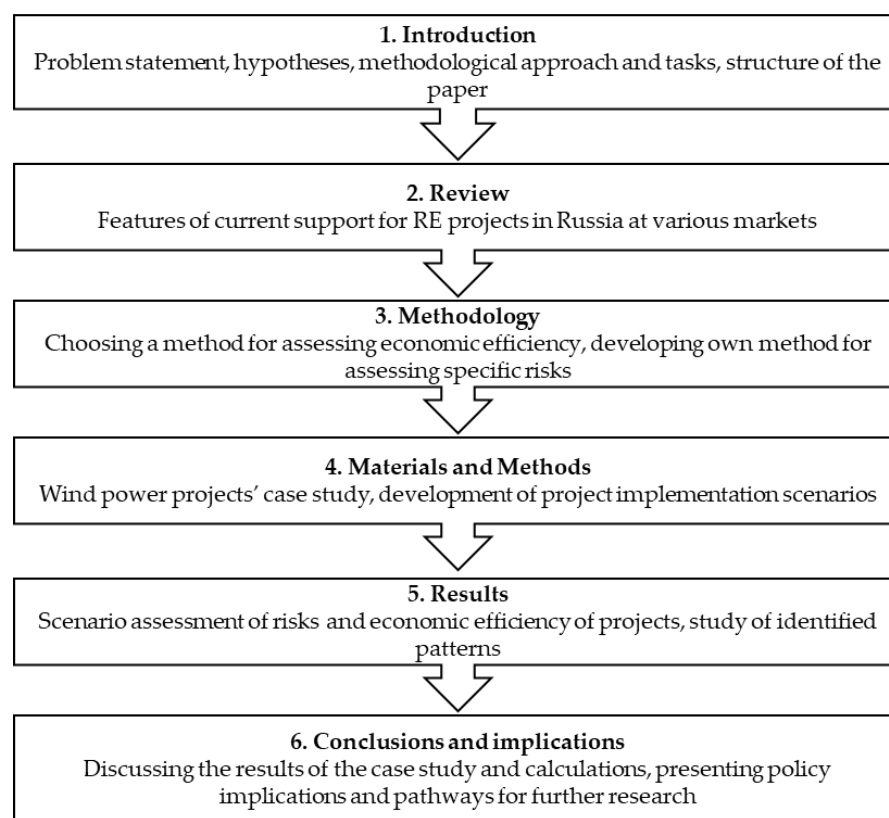 1. Introduction
Problem statement, hypotheses, methodological approach and tasks, structure of the
paper
2. Review
Features of current support for RE projects in Russia at various markets
3. Methodology
Choosing a method for assessing economic efficiency, developing own method for
assessing specific risks
4. Materials and Methods
Wind power projects’ case study, development of project implementation scenarios
5. Results
Scenario assessment of risks and economic efficiency of projects, study of identified
patterns
6. Conclusions and implications
Discussing the results of the case study and calculations, presenting policy
implications and pathways for further research